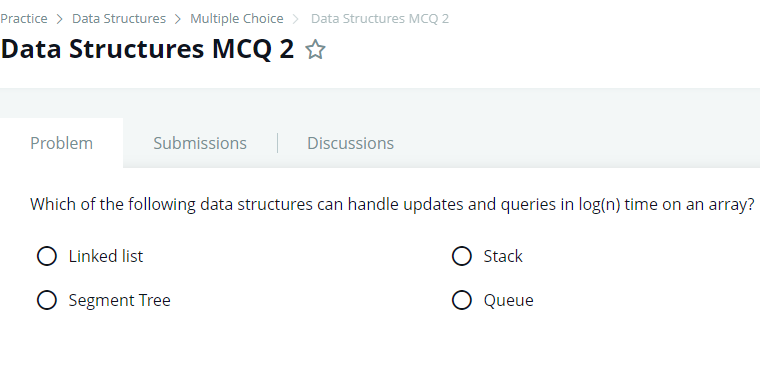 Practice > Data Structures > Multiple Choice > Data Structures MCQ 2
Data Structures MCQ 2 ☆
Problem Submissions Discussions
Which of the following data structures can handle updates and queries in log(n) time on an array?
Linked list Stack
Segment Tree Queue